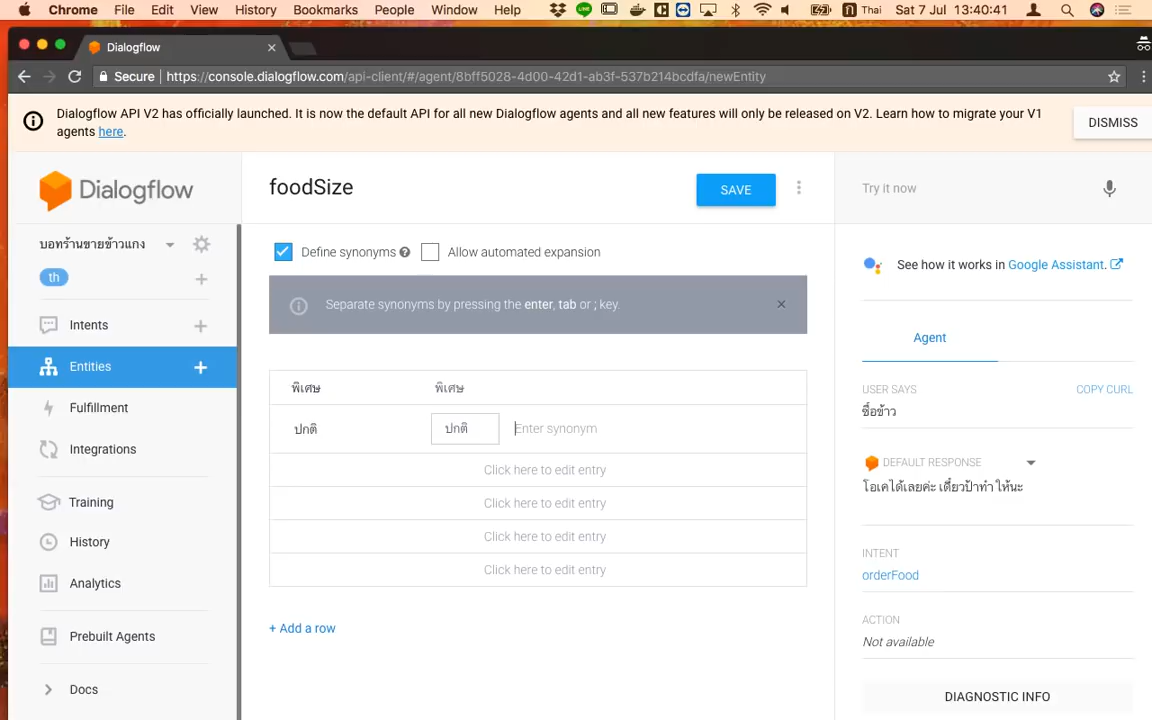 Chrome File Edit View History Bookmarks People Window Help Thai Sat 7 Jul 13:40:41
Dialogflow
Secure https://console.dialogflow.com/api-client/#/agent/8bff5028-4d00-42d1-ab3f-537b214bcdfa/newEntity
Dialogflow API V2 has officially launched. It is now the default API for all new Dialogflow agents and all new features will only be released on V2. Learn how to migrate your V1
agents here.
DISMISS
Dialogflow
foodSize
SAVE
Try it now
บอทร้านขายข้าวแกง
th
Intents
Entities
Fulfillment
Integrations
Training
History
Analytics
Prebuilt Agents
Docs
Define synonyms
Allow automated expansion
Separate synonyms by pressing the enter, tab or ; key.
พิเศษ พิเศษ
ปกติ ปกติ Enter synonym
Click here to edit entry
Click here to edit entry
Click here to edit entry
Click here to edit entry
+ Add a row
See how it works in Google Assistant.
Agent
USER SAYS COPY CURL
ซื้อข้าว
DEFAULT RESPONSE
โอเคได้เลยค่ะ เดี๋ยวป้าทำ ให้นะ
INTENT
orderFood
ACTION
Not available
DIAGNOSTIC INFO